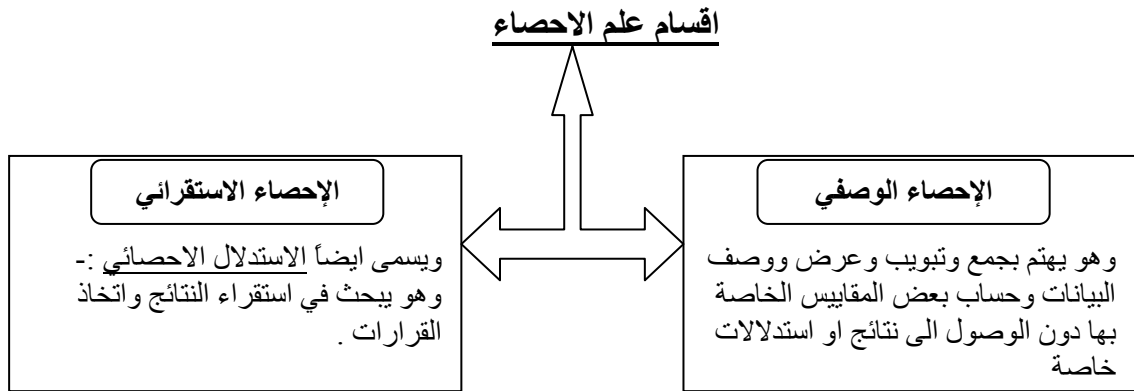 اقسام علم الاحصاء
الإحصاء الوصفي
وهو يهتم بجمع وتبويب وعرض ووصف
البيانات وحساب بعض المقاييس الخاصة
بها دون الوصول الى نتائج او استدلالات
خاصة
الإحصاء الاستقرائي
ويسمى ايضاً الاستدلال الاحصائي :-
وهو يبحث في استقراء النتائج واتخاذ
القرارات .